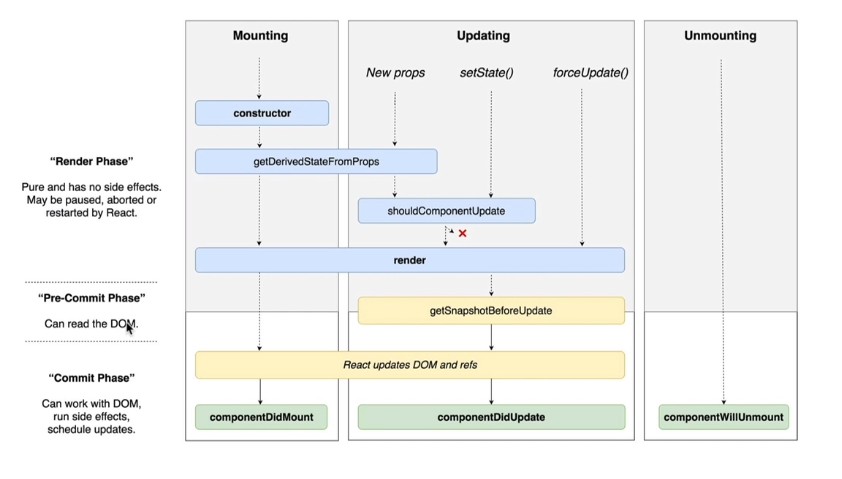 Mounting
Updating
Unmounting
New props
setState()
forceUpdate()
constructor
"Render Phase"
Pure and has no side effects.
May be paused, aborted or
restarted by React.
getDerivedStateFromProps
shouldComponentUpdate
render
"Pre-Commit Phase"
Can read the DOM.
getSnapshotBeforeUpdate
React updates DOM and refs
"Commit Phase"
Can work with DOM,
run side effects,
schedule updates.
componentDidMount
componentDidUpdate
componentWillUnmount